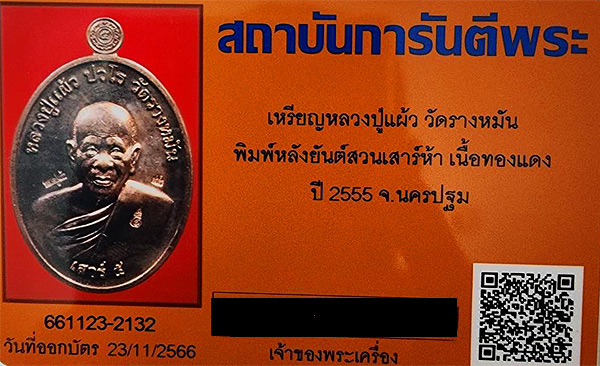 สถาบันการันตีพระ
หลวงปู่แผ้ว ปวโร วัดรางหมัน
เสาร์ ๕
เหรียญหลวงปู่แผ้ว วัดรางหมัน
พิมพ์หลังยันต์สวนเสาร์ห้า เนื้อทองแดง
ปี 2555 จ.นครปฐม
661123-2132
วันที่ออกบัตร 23/11/2566
เจ้าของพระเครื่อง